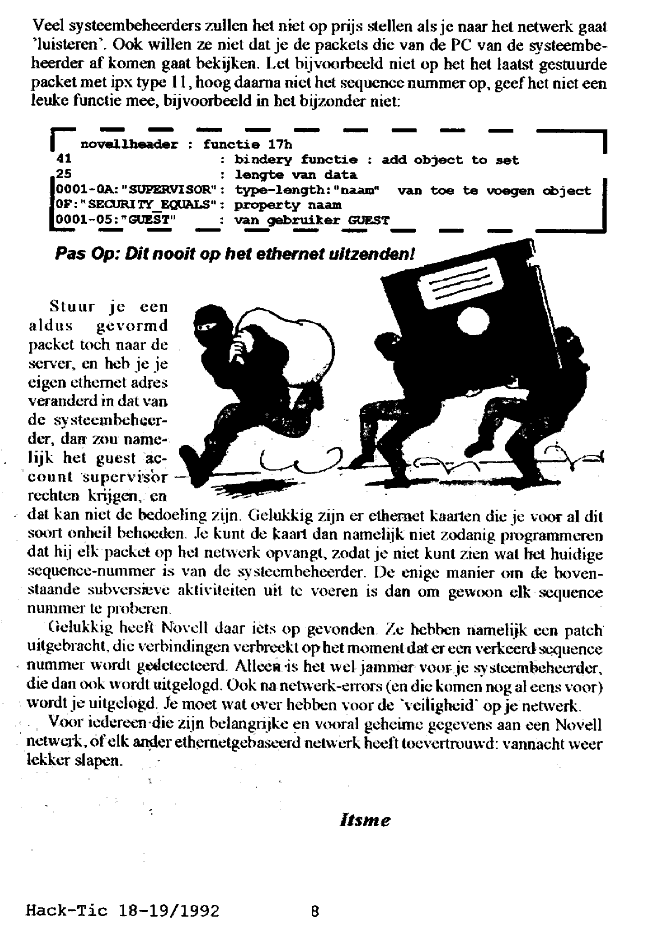 Veel systeembeheerders zullen het niet op prijs stellen als je naar het netwerk gaat
`luisteren'. Ook willen ze niet dat je de packets die van de PC van de systeembe-
heerder af komen gaat bekijken. Let bijvoorbeeld niet op het het laatst gestuurde
packet met ipx type 11, hoog daarna niet het sequence nummer op, geef het niet een
leuke functie mee, bijvoorbeeld in het bijzonder niet:
novellheader : functie 17h
41 : bindery functie : add object to set
25 : lengte van data
0001-0A:"SUPERVISOR": type-length:"naam" van toe te voegen object
0F:"SECURITY EQUALS": property naam
0001-05:"GUEST" : van gebruiker GUEST
Pas Op: Dit nooit op het ethernet uitzenden!
Stuur je een
aldus gevormd
packet toch naar de
server, en heb je je
eigen ethernet adres
veranderd in dat van
de systeembeheer-
der, dan zou name-
lijk het guest ac-
count supervisor
rechten krijgen, en
dat kan niet de bedoeling zijn. Gelukkig zijn er ethernet kaarten die je voor al dit
soort onheil behoeden. Je kunt de kaart dan namelijk niet zodanig programmeren
dat hij elk packet op het netwerk opvangt, zodat je niet kunt zien wat het huidige
sequence-nummer is van de systeembeheerder. De enige manier om de boven-
staande subversieve aktiviteiten uit te voeren is dan om gewoon elk sequence
nummer te proberen.
Gelukkig heeft Novell daar iets op gevonden. Ze hebben namelijk een patch
uitgebracht, die verbindingen verbreekt op het moment dat er een verkeerd sequence
nummer wordt gedetecteerd. Alleen is het wel jammer voor je systeembeheerder,
die dan ook wordt uitgelogd. Ook na netwerk-errors (en die komen nog al eens voor)
wordt je uitgelogd. Je moet wat over hebben voor de `veiligheid' op je netwerk.
Voor iedereen die zijn belangrijke en vooral geheime gegevens aan een Novell
netwerk, of elk ander ethernetgebaseerd netwerk heeft toevertrouwd: vannacht weer
lekker slapen.
Itsme
Hack-Tic 18-19/1992 8